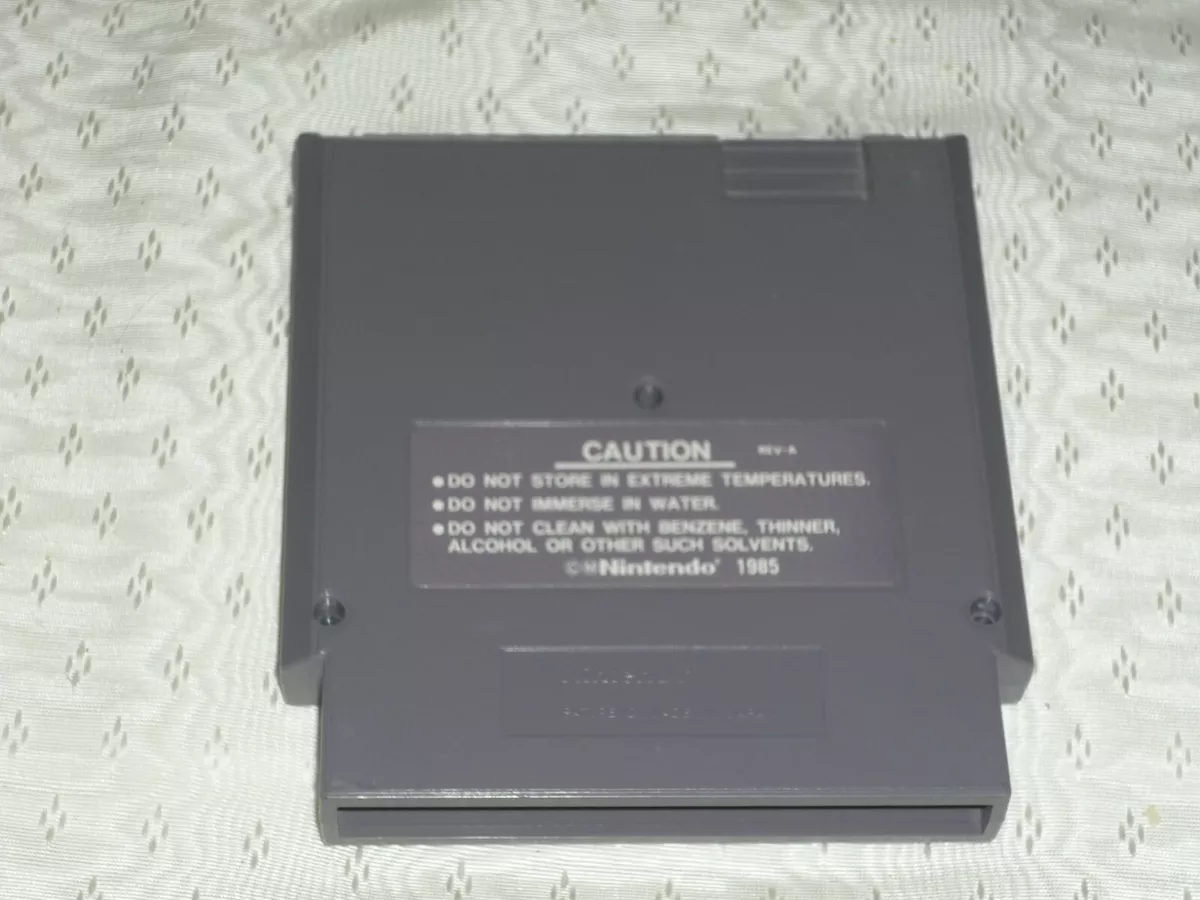 CAUTION REV-A
●DO NOT STORE IN EXTREME TEMPERATURES.
●DO NOT IMMERSE IN WATER.
●DO NOT CLEAN WITH BENZENE, THINNER,
ALCOHOL OR OTHER SUCH SOLVENTS.
©Ⓜ Nintendo® 1985